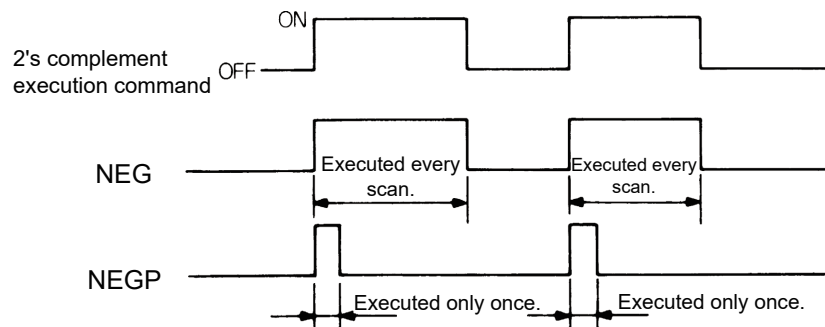 ON
2's complement
execution command
OFF
NEG
Executed every
scan.
Executed every
scan.
NEGP
Executed only once.
Executed only once.